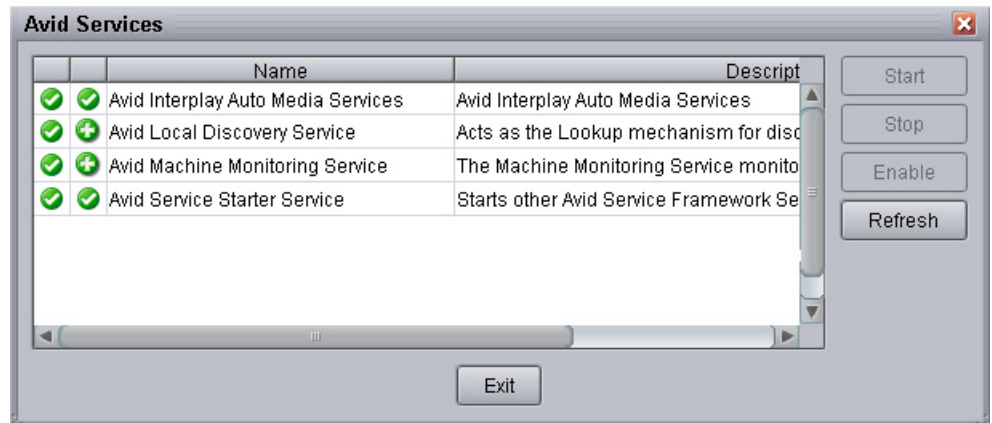 Avid Services
Name Descript
Avid Interplay Auto Media Services Avid Interplay Auto Media Services
Avid Local Discovery Service Acts as the Lookup mechanism for disc
Avid Machine Monitoring Service The Machine Monitoring Service monito
Avid Service Starter Service Starts other Avid Service Framework Se
Start
Stop
Enable
Refresh
Exit